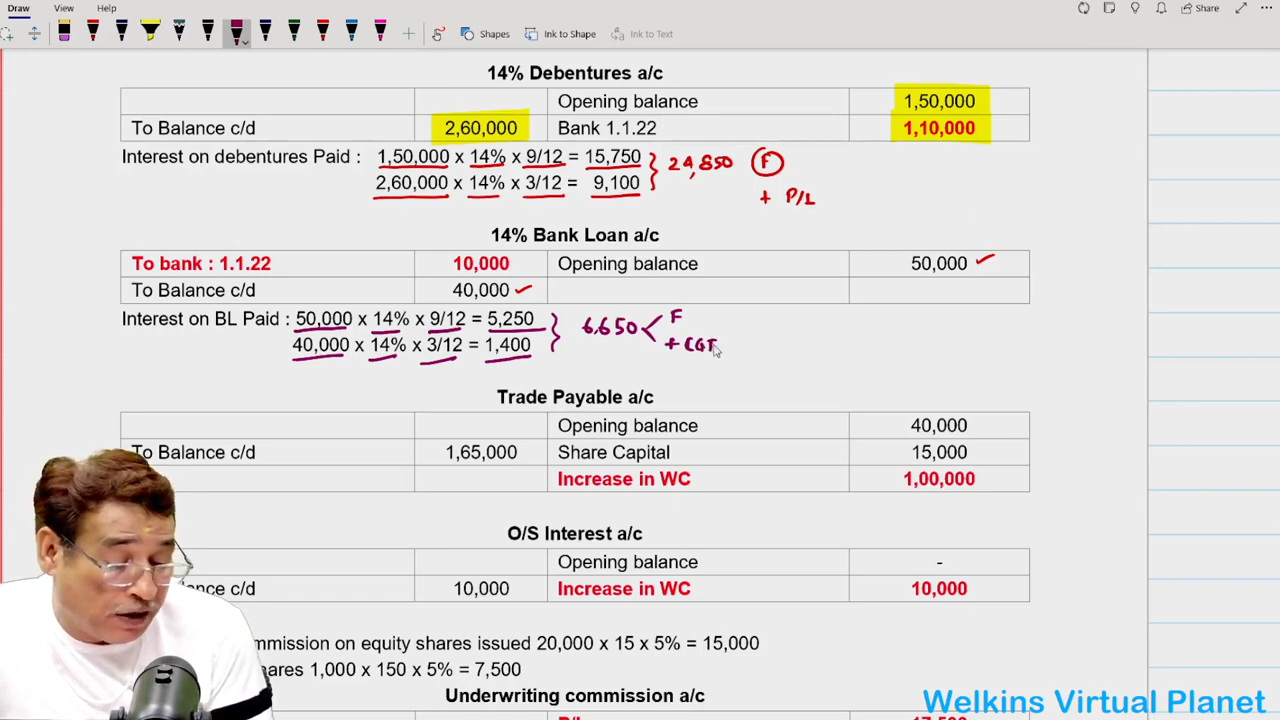 Draw View Help
Shapes Ink to Shape Ink to Text Share
14% Debentures a/c
Opening balance 1,50,000
To Balance c/d 2,60,000 Bank 1.1.22 1,10,000
Interest on debentures Paid : 1,50,000 x 14% x 9/12 = 15,750
2,60,000 x 14% x 3/12 = 9,100
24,850 F
+ P/L
14% Bank Loan a/c
To bank : 1.1.22 10,000 Opening balance 50,000
To Balance c/d 40,000
Interest on BL Paid : 50,000 x 14% x 9/12 = 5,250
40,000 x 14% x 3/12 = 1,400
6,650 F
+ CGF
Trade Payable a/c
Opening balance 40,000
To Balance c/d 1,65,000 Share Capital 15,000
Increase in WC 1,00,000
O/S Interest a/c
Opening balance -
ance c/d 10,000 Increase in WC 10,000
mmission on equity shares issued 20,000 x 15 x 5% = 15,000
ares 1,000 x 150 x 5% = 7,500
Underwriting commission a/c
Welkins Virtual Planet
P/L 17,500